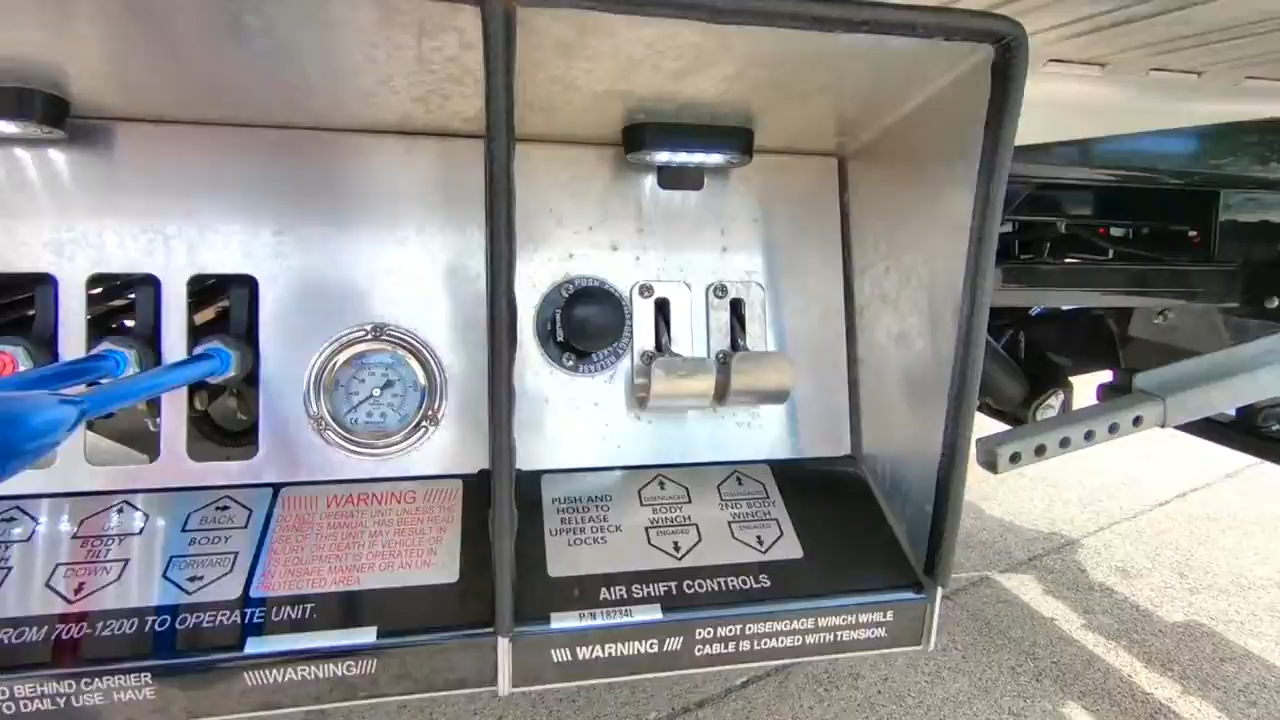 PUSH
RELEASE
UP
BODY
TILT
DOWN
BACK
BODY
FORWARD
WARNING
DO NOT OPERATE UNIT UNLESS THE
OWNER'S MANUAL HAS BEEN READ
USE OF THIS UNIT MAY RESULT IN
INJURY OR DEATH IF VEHICLE OR
ITS EQUIPMENT IS OPERATED IN
AN UNSAFE MANNER OR AN UN-
PROTECTED AREA
ROM 700-1200 TO OPERATE UNIT.
\\\\WARNING////
D BEHIND CARRIER
O DAILY USE. HAVE
PUSH AND
HOLD TO
RELEASE
UPPER DECK
LOCKS
DISENGAGED
BODY
WINCH
ENGAGED
DISENGAGED
2ND BODY
WINCH
ENGAGED
AIR SHIFT CONTROLS
P/N L8234L
\\\\ WARNING ////
DO NOT DISENGAGE WINCH WHILE
CABLE IS LOADED WITH TENSION.